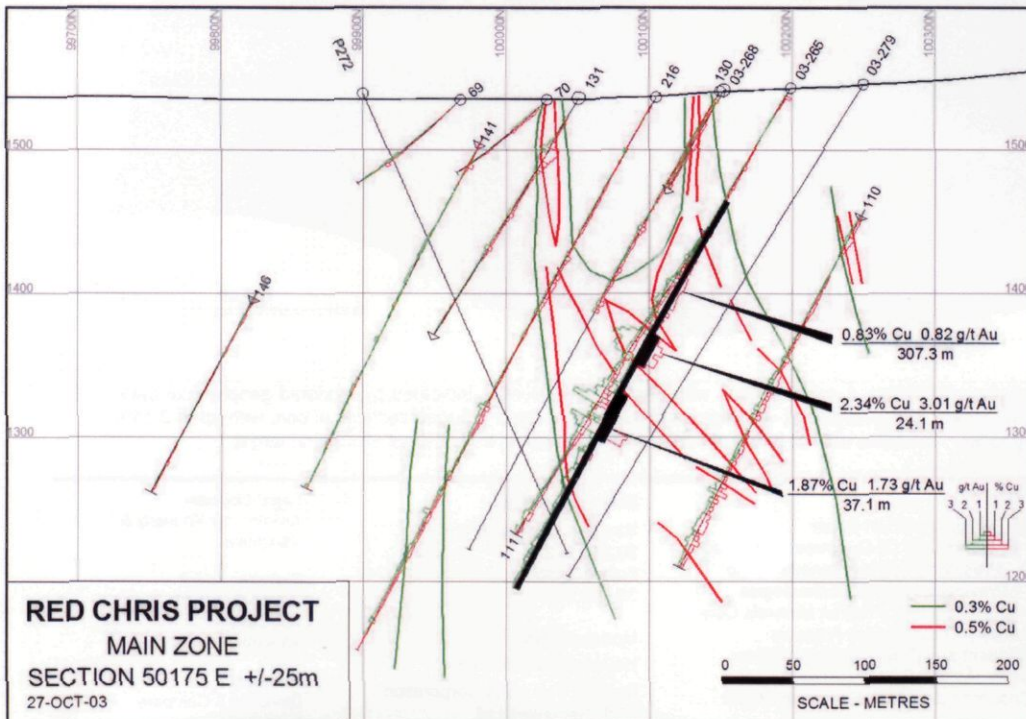 99700N
99800N
99900N
100000N
100100N
100200N
100300N
P272
69
70
131
216
130
03-268
03-265
03-279
141
110
146
111
1500
1500
1400
1400
1300
1300
1200
0.83% Cu 0.82 g/t Au
307.3 m
2.34% Cu 3.01 g/t Au
24.1 m
1.87% Cu 1.73 g/t Au
37.1 m
g/t Au % Cu
3 2 1 1 2 3
RED CHRIS PROJECT
MAIN ZONE
SECTION 50175 E +/-25m
27-OCT-03
0.3% Cu
0.5% Cu
0 50 100 150 200
SCALE - METRES